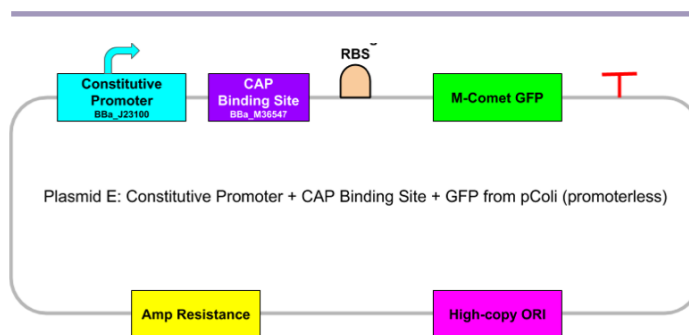 RBS
Constitutive
Promoter
BBa_J23100
CAP
Binding Site
BBa_M36547
M-Comet GFP
Plasmid E: Constitutive Promoter + CAP Binding Site + GFP from pColi (promoterless)
Amp Resistance
High-copy ORI